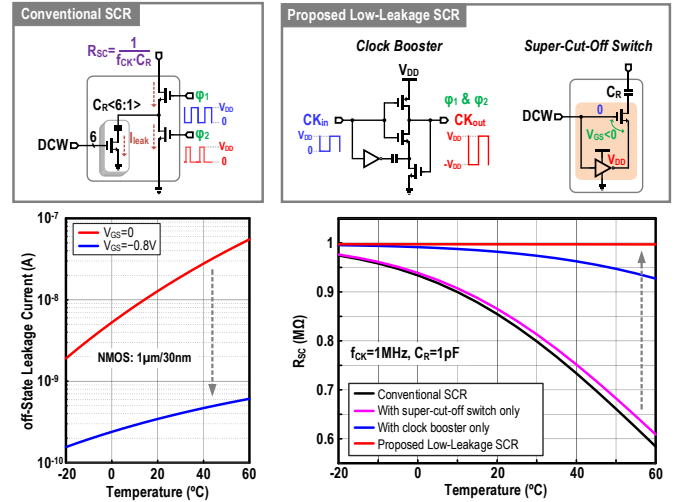 Conventional SCR
R_SC= 1 / f_CK·C_R
φ1
V_DD
0
C_R<6:1>
φ2
V_DD
0
DCW
6
I_leak
Proposed Low-Leakage SCR
Clock Booster
Super-Cut-Off Switch
V_DD
φ1 & φ2
CK_in
CK_out
V_DD
0
V_DD
-V_DD
C_R
DCW
0
V_GS<0
V_DD
off-State Leakage Current (A)
10^-7
10^-8
10^-9
10^-10
V_GS=0
V_GS=−0.8V
NMOS: 1μm/30nm
-20
0
20
40
60
Temperature (ºC)
R_SC (MΩ)
1
0.9
0.8
0.7
0.6
f_CK=1MHz, C_R=1pF
Conventional SCR
With super-cut-off switch only
With clock booster only
Proposed Low-Leakage SCR
-20
0
20
40
60
Temperature (ºC)